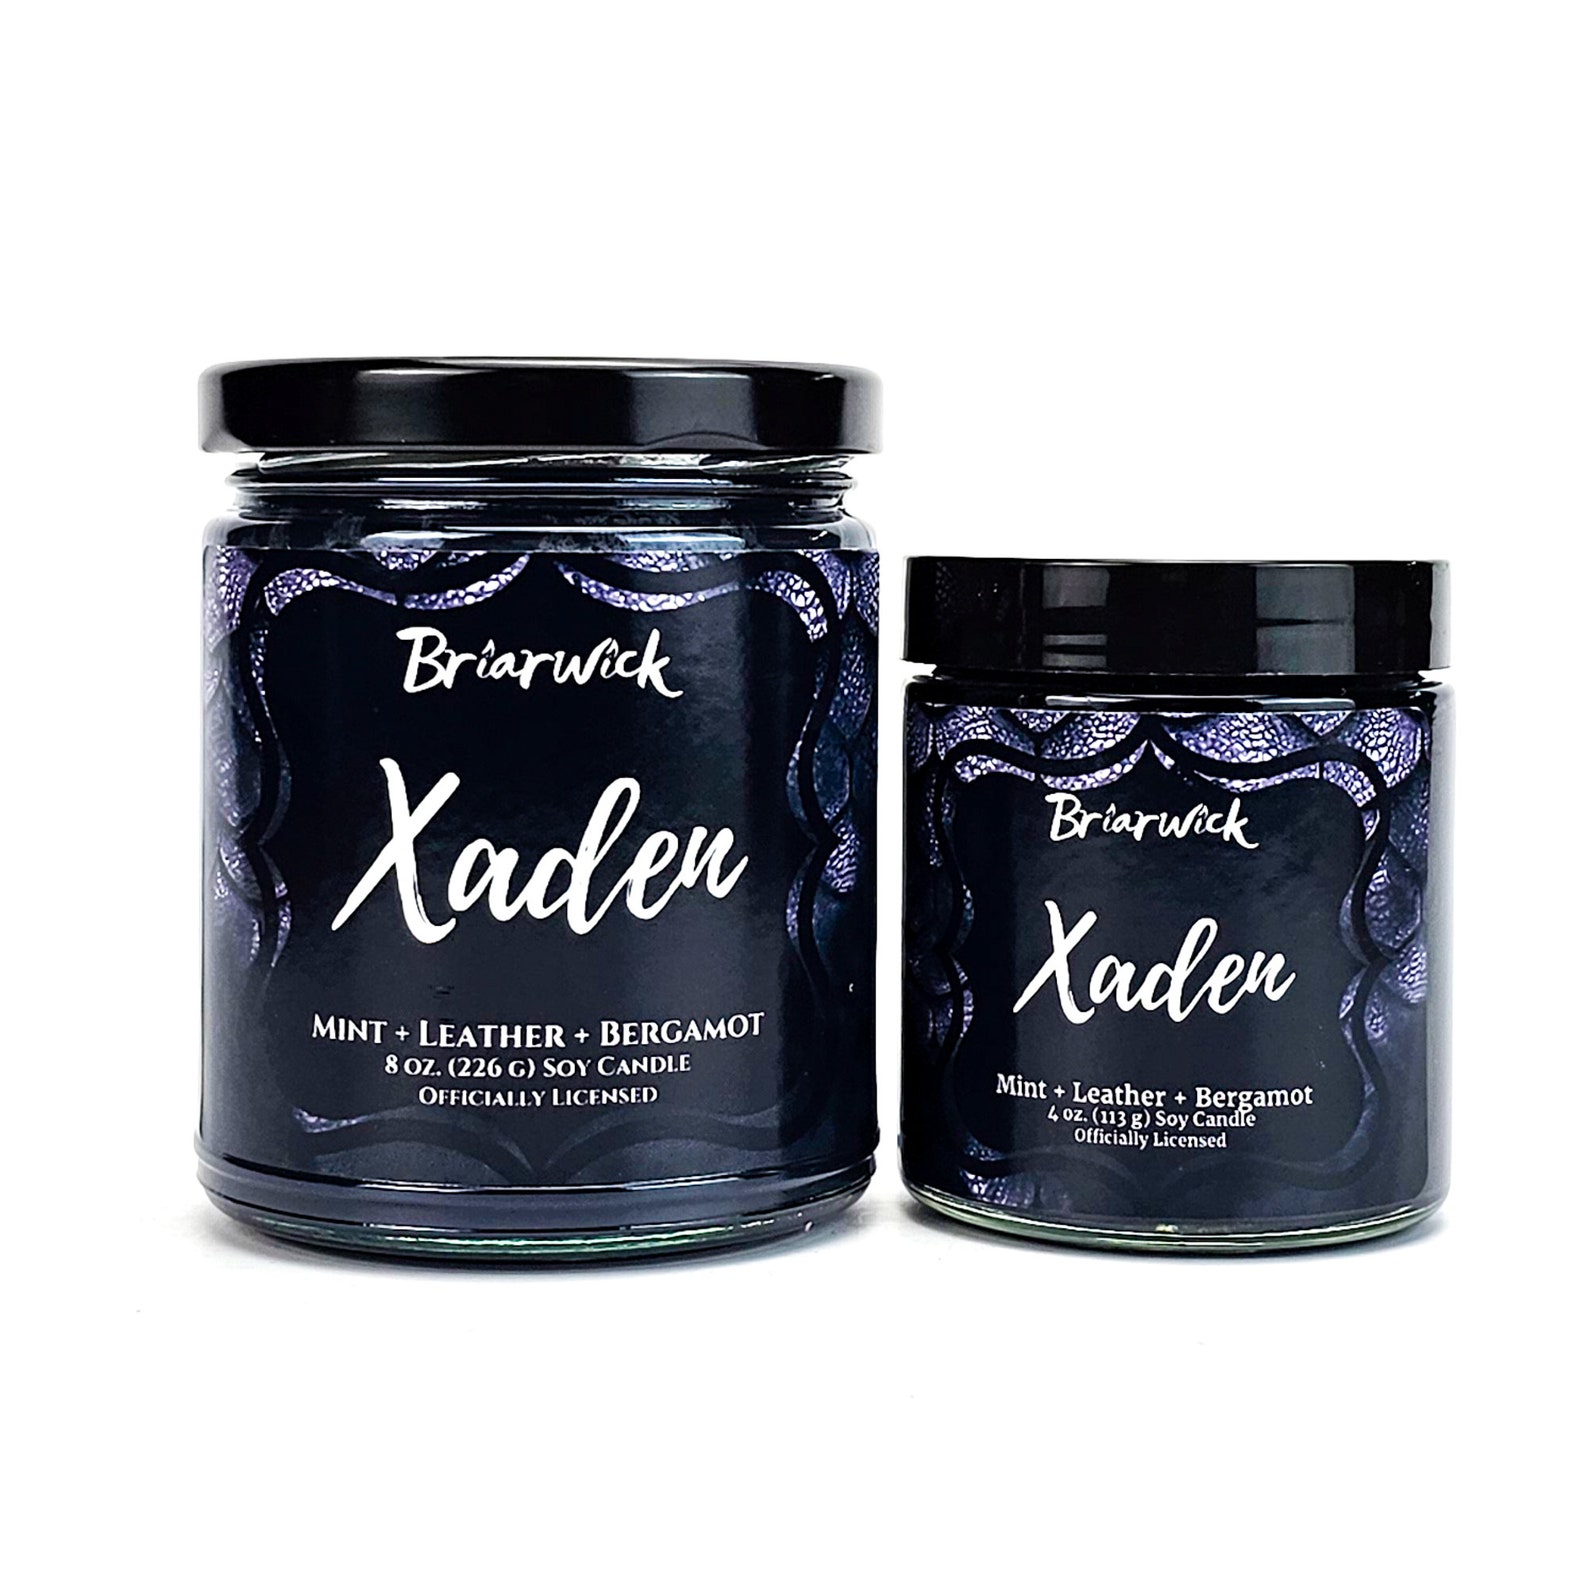 Briarwick
Xaden
Mint + Leather + Bergamot
8 oz. (226 g) Soy Candle
Officially Licensed
Briarwick
Xaden
Mint + Leather + Bergamot
4 oz. (113 g) Soy Candle
Officially Licensed